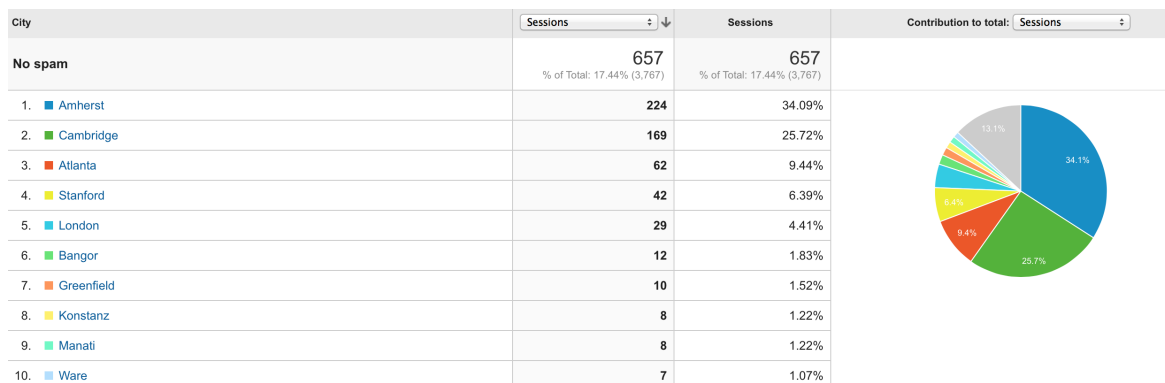 City Sessions Sessions Contribution to total: Sessions
No spam 657 657
% of Total: 17.44% (3,767) % of Total: 17.44% (3,767)
1. Amherst 224 34.09%
2. Cambridge 169 25.72%
3. Atlanta 62 9.44%
4. Stanford 42 6.39%
5. London 29 4.41%
6. Bangor 12 1.83%
7. Greenfield 10 1.52%
8. Konstanz 8 1.22%
9. Manati 8 1.22%
10. Ware 7 1.07%
13.1%
34.1%
6.4%
9.4%
25.7%